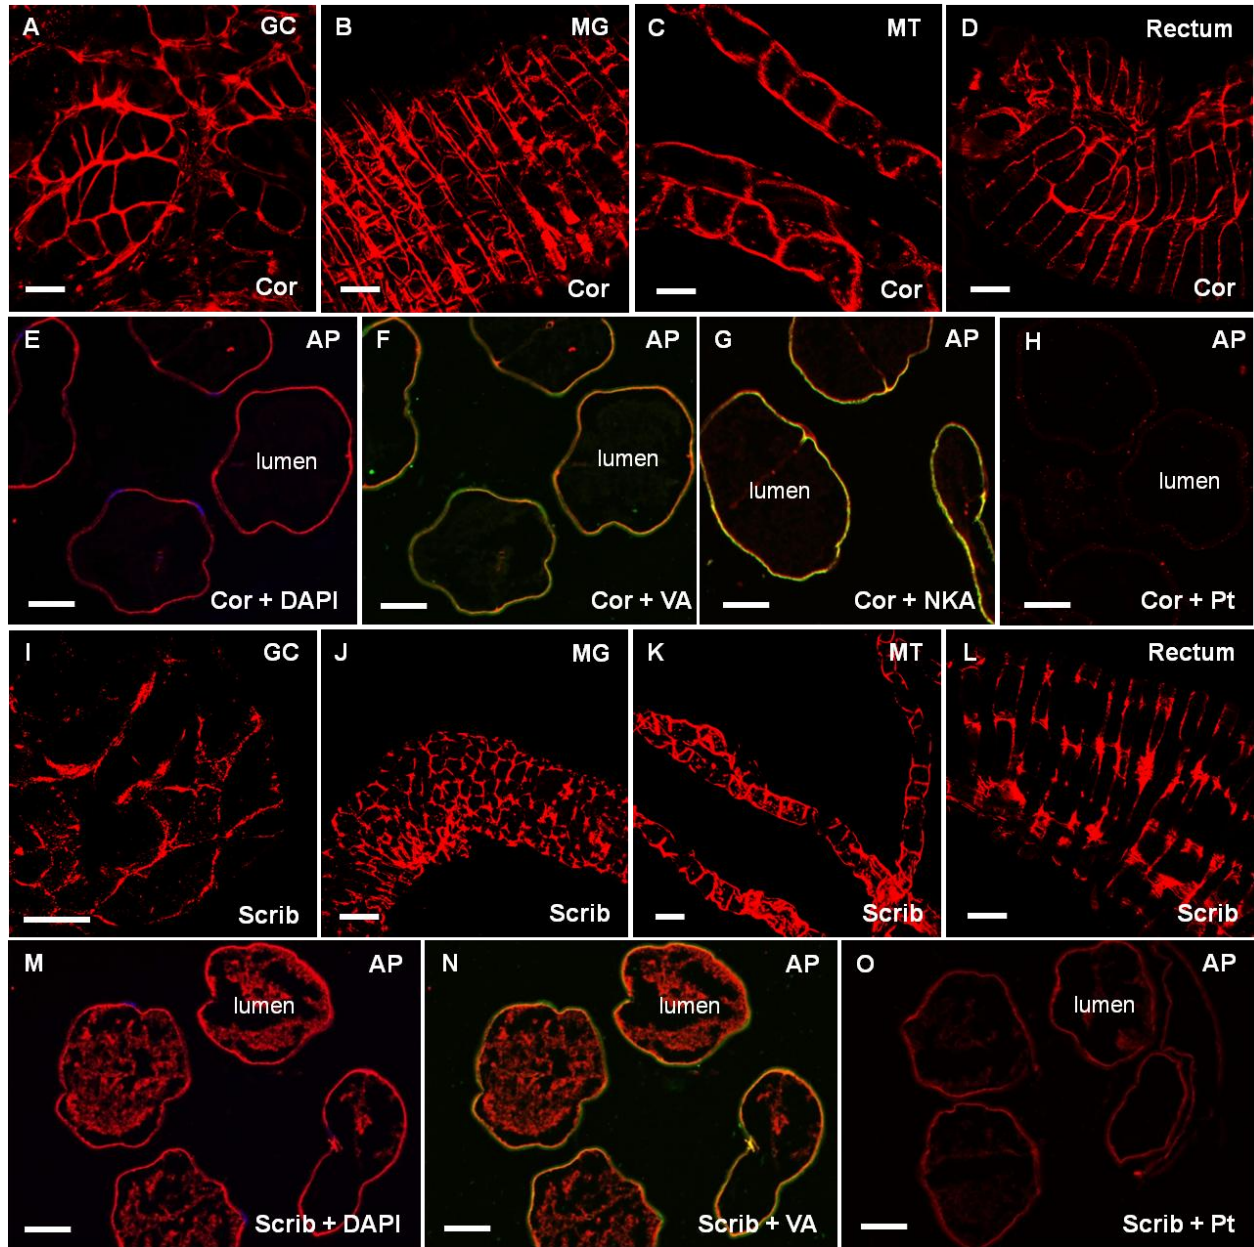 A GC
Cor
B MG
Cor
C MT
Cor
D Rectum
Cor
E AP
lumen
Cor + DAPI
F AP
lumen
Cor + VA
G AP
lumen
Cor + NKA
H AP
lumen
Cor + Pt
I GC
Scrib
J MG
Scrib
K MT
Scrib
L Rectum
Scrib
M AP
lumen
Scrib + DAPI
N AP
lumen
Scrib + VA
O AP
lumen
Scrib + Pt